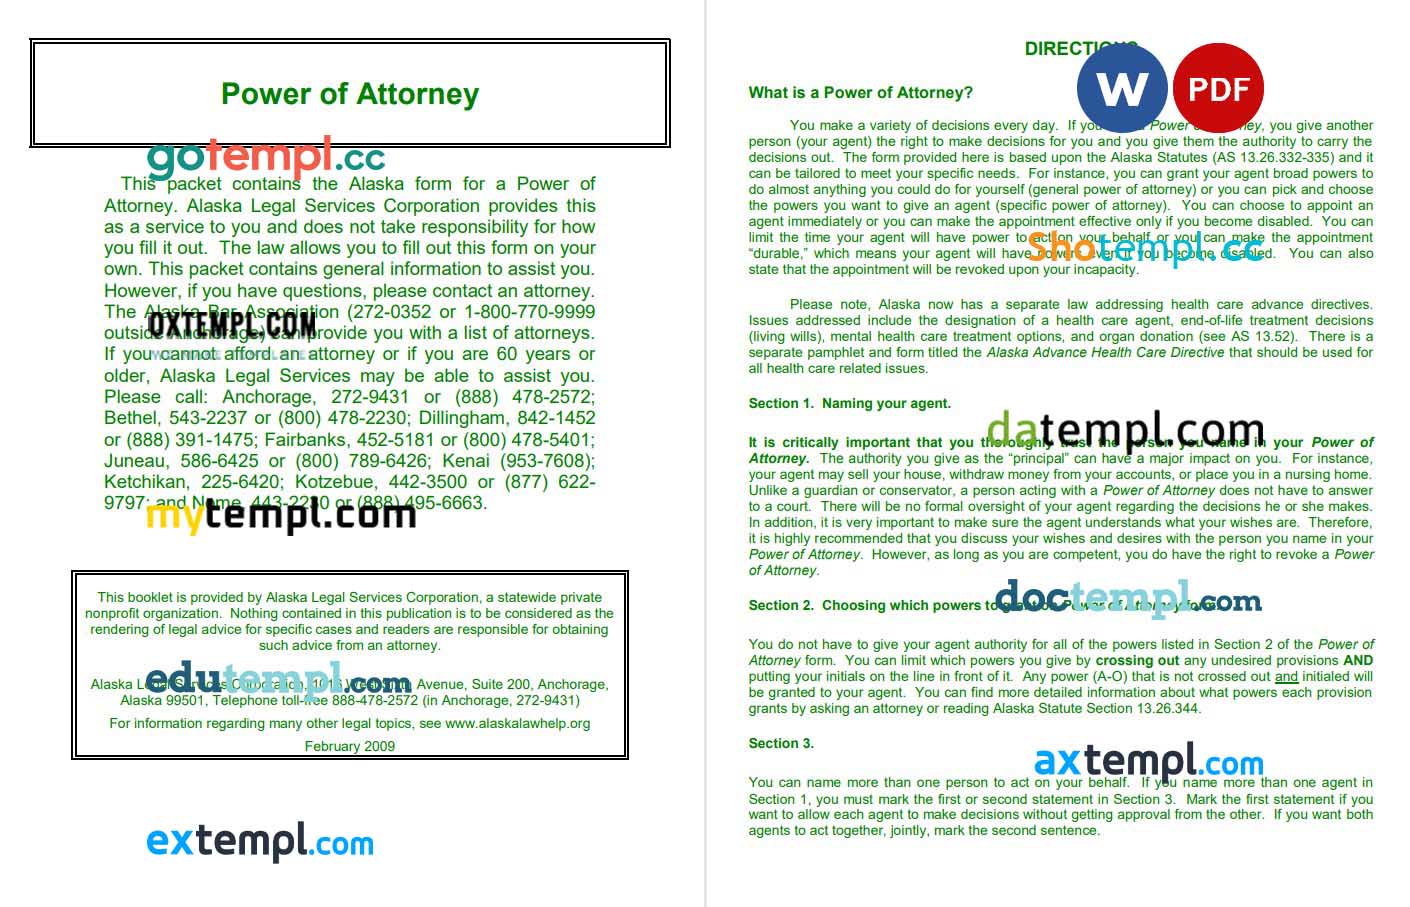 Power of Attorney
gotempl.cc
This packet contains the Alaska form for a Power of
Attorney. Alaska Legal Services Corporation provides this
as a service to you and does not take responsibility for how
you fill it out. The law allows you to fill out this form on your
own. This packet contains general information to assist you.
However, if you have questions, please contact an attorney.
The Alaska Bar Association (272-0352 or 1-800-770-9999
outside Anchorage) can provide you with a list of attorneys.
OXTEMPL.COM
If you cannot afford an attorney or if you are 60 years or
older, Alaska Legal Services may be able to assist you.
Please call: Anchorage, 272-9431 or (888) 478-2572;
Bethel, 543-2237 or (800) 478-2230; Dillingham, 842-1452
or (888) 391-1475; Fairbanks, 452-5181 or (800) 478-5401;
Juneau, 586-6425 or (800) 789-6426; Kenai (953-7608);
Ketchikan, 225-6420; Kotzebue, 442-3500 or (877) 622-
9797; and Nome, 443-2230 or (888) 495-6663.
mytempl.com
This booklet is provided by Alaska Legal Services Corporation, a statewide private
nonprofit organization. Nothing contained in this publication is to be considered as the
rendering of legal advice for specific cases and readers are responsible for obtaining
such advice from an attorney.
edutempl.com
Alaska Legal Services Corporation, 1016 West Avenue, Suite 200, Anchorage,
Alaska 99501, Telephone toll-free 888-478-2572 (in Anchorage, 272-9431)
For information regarding many other legal topics, see www.alaskalawhelp.org
February 2009
extempl.com
DIRECTIONS
W PDF
What is a Power of Attorney?
You make a variety of decisions every day. If you Power of Attorney, you give another
person (your agent) the right to make decisions for you and you give them the authority to carry the
decisions out. The form provided here is based upon the Alaska Statutes (AS 13.26.332-335) and it
can be tailored to meet your specific needs. For instance, you can grant your agent broad powers to
do almost anything you could do for yourself (general power of attorney) or you can pick and choose
the powers you want to give an agent (specific power of attorney). You can choose to appoint an
agent immediately or you can make the appointment effective only if you become disabled. You can
limit the time your agent will have power to act on your behalf or you can make the appointment
Shotempl.cc
“durable,” which means your agent will have power even if you become disabled. You can also
state that the appointment will be revoked upon your incapacity.
Please note, Alaska now has a separate law addressing health care advance directives.
Issues addressed include the designation of a health care agent, end-of-life treatment decisions
(living wills), mental health care treatment options, and organ donation (see AS 13.52). There is a
separate pamphlet and form titled the Alaska Advance Health Care Directive that should be used for
all health care related issues.
Section 1. Naming your agent.
datempl.com
It is critically important that you thoroughly trust the person you name in your Power of
Attorney. The authority you give as the “principal” can have a major impact on you. For instance,
your agent may sell your house, withdraw money from your accounts, or place you in a nursing home.
Unlike a guardian or conservator, a person acting with a Power of Attorney does not have to answer
to a court. There will be no formal oversight of your agent regarding the decisions he or she makes.
In addition, it is very important to make sure the agent understands what your wishes are. Therefore,
it is highly recommended that you discuss your wishes and desires with the person you name in your
Power of Attorney. However, as long as you are competent, you do have the right to revoke a Power
of Attorney.
doctempl.com
Section 2. Choosing which powers to grant on Power of Attorney form.
You do not have to give your agent authority for all of the powers listed in Section 2 of the Power of
Attorney form. You can limit which powers you give by crossing out any undesired provisions AND
putting your initials on the line in front of it. Any power (A-O) that is not crossed out and initialed will
be granted to your agent. You can find more detailed information about what powers each provision
grants by asking an attorney or reading Alaska Statute Section 13.26.344.
Section 3.
axtempl.com
You can name more than one person to act on your behalf. If you name more than one agent in
Section 1, you must mark the first or second statement in Section 3. Mark the first statement if you
want to allow each agent to make decisions without getting approval from the other. If you want both
agents to act together, jointly, mark the second sentence.